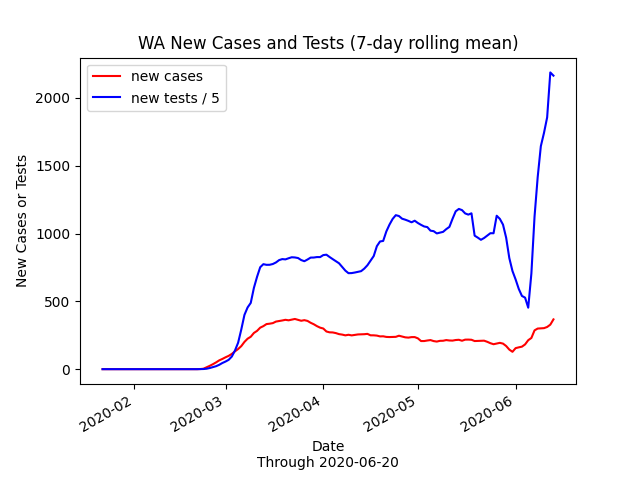 WA New Cases and Tests (7-day rolling mean)
new cases
new tests / 5
New Cases or Tests
2000
1500
1000
500
0
2020-02
2020-03
2020-04
2020-05
2020-06
Date
Through 2020-06-20